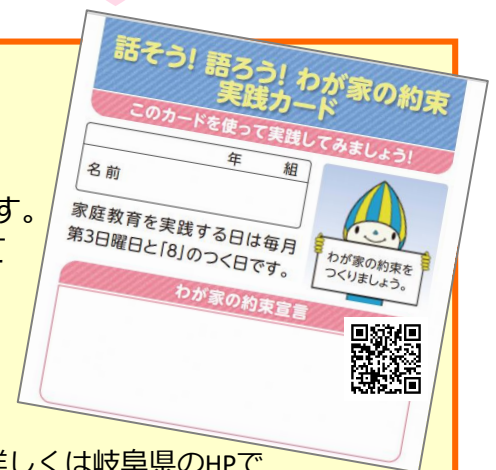 話そう! 語ろう! わが家の約束
実践カード
このカードを使って実践してみましょう!
年 組
名前
す。
家庭教育を実践する日は毎月
第3日曜日と「8」のつく日です。
わが家の約束を
つくりましょう。
わが家の約束宣言
しくは岐阜県のHPで